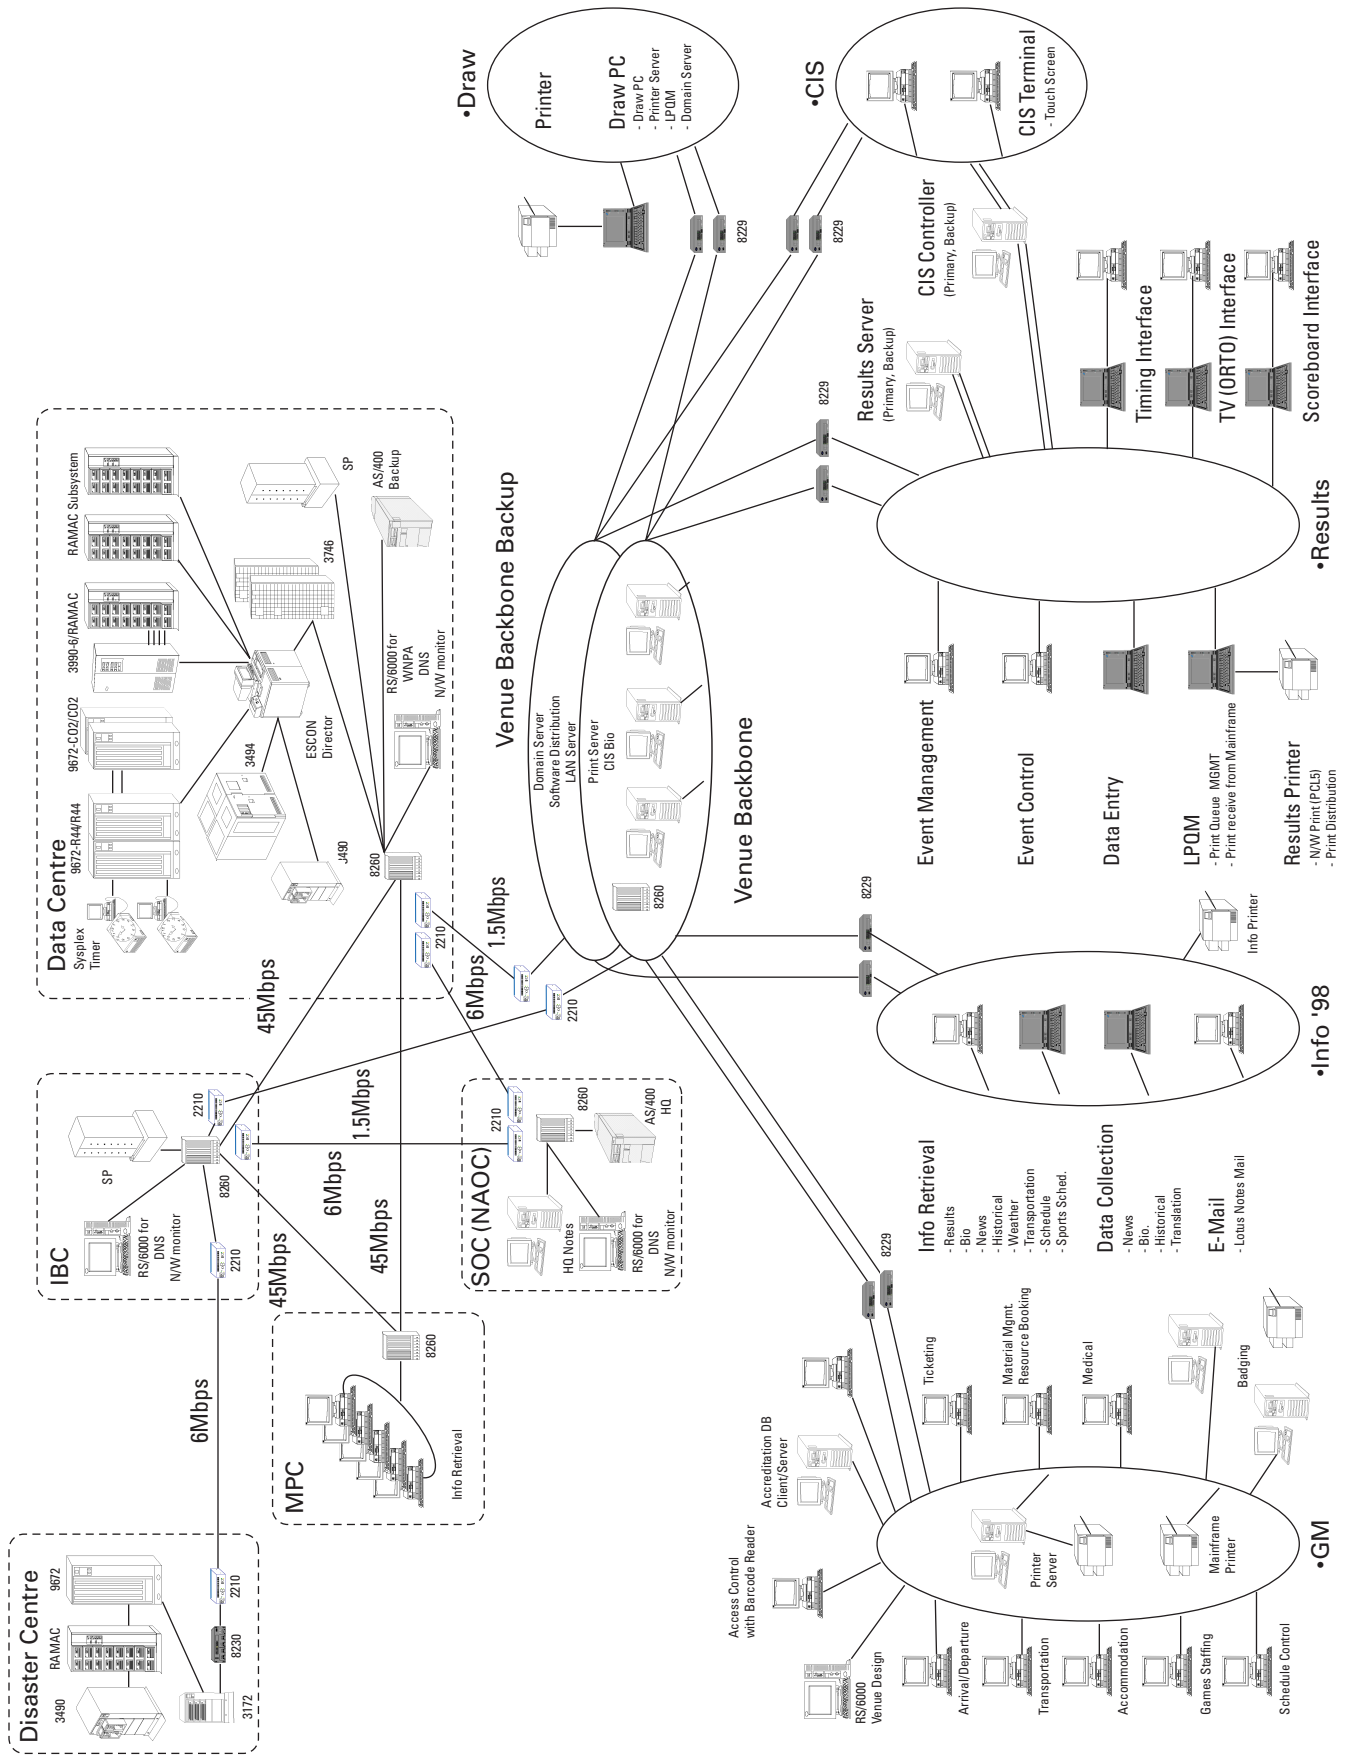 Disaster Centre
3490
RAMAC
9672
3172
8230
2210
6Mbps
IBC
RS/6000 for
DNS
N/W monitor
SP
8260
2210
2210
45Mbps
MPC
Info Retrieval
8260
45Mbps
6Mbps
1.5Mbps
45Mbps
SOC (NAOC)
2210
8260
HQ Notes
RS/6000 for
DNS
N/W monitor
AS/400
HQ
Data Centre
Sysplex
Timer
9672-R44/R44
9672-CO2/CO2
3990-6/RAMAC
RAMAC Subsystem
3494
J490
ESCON
Director
3746
SP
AS/400
Backup
RS/6000 for
WNPA
DNS
N/W monitor
8260
2210
6Mbps
1.5Mbps
2210
Venue Backbone Backup
Domain Server
Software Distribution
LAN Server
Print Server
CIS Bio
8260
Venue Backbone
•Draw
Printer
Draw PC
- Draw PC
- Printer Server
- LPQM
- Domain Server
8229
•CIS
CIS Terminal
- Touch Screen
8229
CIS Controller
(Primary, Backup)
Results Server
(Primary, Backup)
8229
Timing Interface
TV (ORTO) Interface
Scoreboard Interface
•Results
Event Management
Event Control
Data Entry
LPQM
- Print Queue MGMT
- Print receive from Mainframe
Results Printer
- N/W Print (PCL5)
- Print Distribution
8229
Info Printer
•Info '98
Info Retrieval
- Results
- Bio
- News
- Historical
- Weather
- Transportation
- Schedule
- Sports Sched.
Data Collection
- News
- Bio.
- Historical
- Translation
E-Mail
- Lotus Notes Mail
8229
Ticketing
Material Mgmt.
Resource Booking
Medical
Badging
Accreditation DB
Client/Server
Access Control
with Barcode Reader
RS/6000
Venue Design
Printer
Server
Mainframe
Printer
Arrival/Departure
Transportation
Accommodation
Games Staffing
Schedule Control
•GM